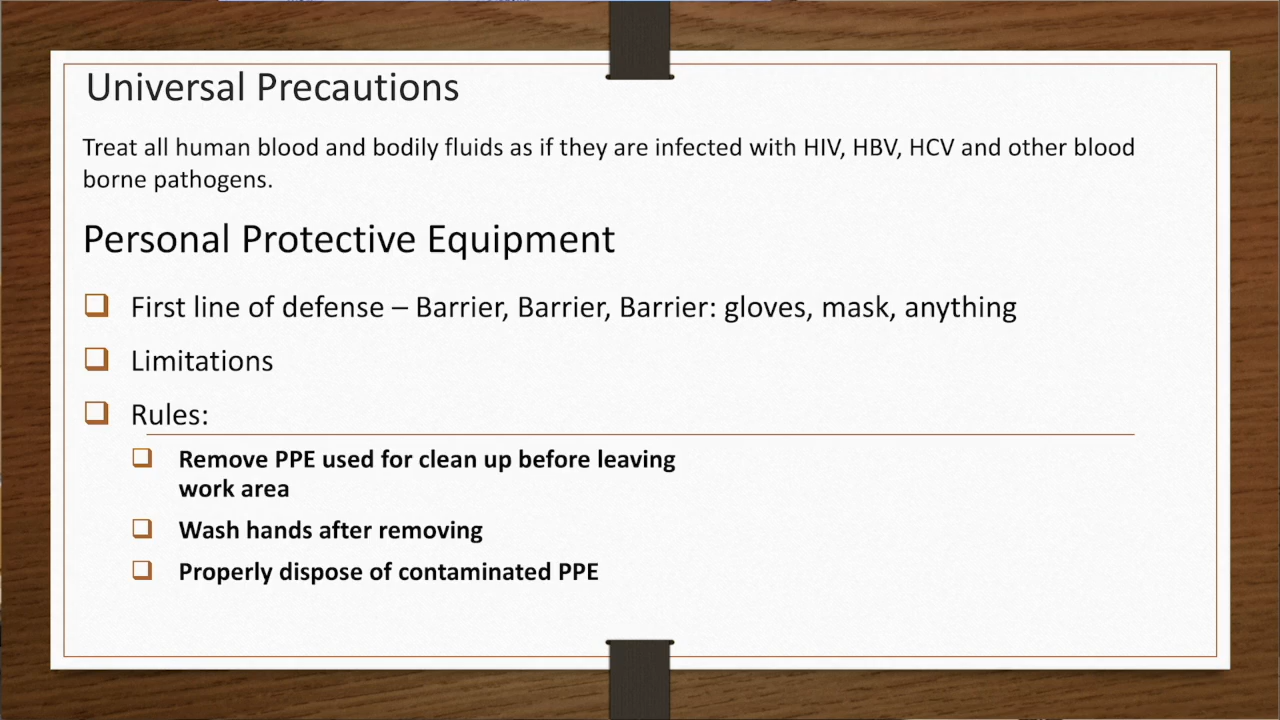 Universal Precautions
Treat all human blood and bodily fluids as if they are infected with HIV, HBV, HCV and other blood
borne pathogens.
Personal Protective Equipment
First line of defense – Barrier, Barrier, Barrier: gloves, mask, anything
Limitations
Rules:
Remove PPE used for clean up before leaving
work area
Wash hands after removing
Properly dispose of contaminated PPE